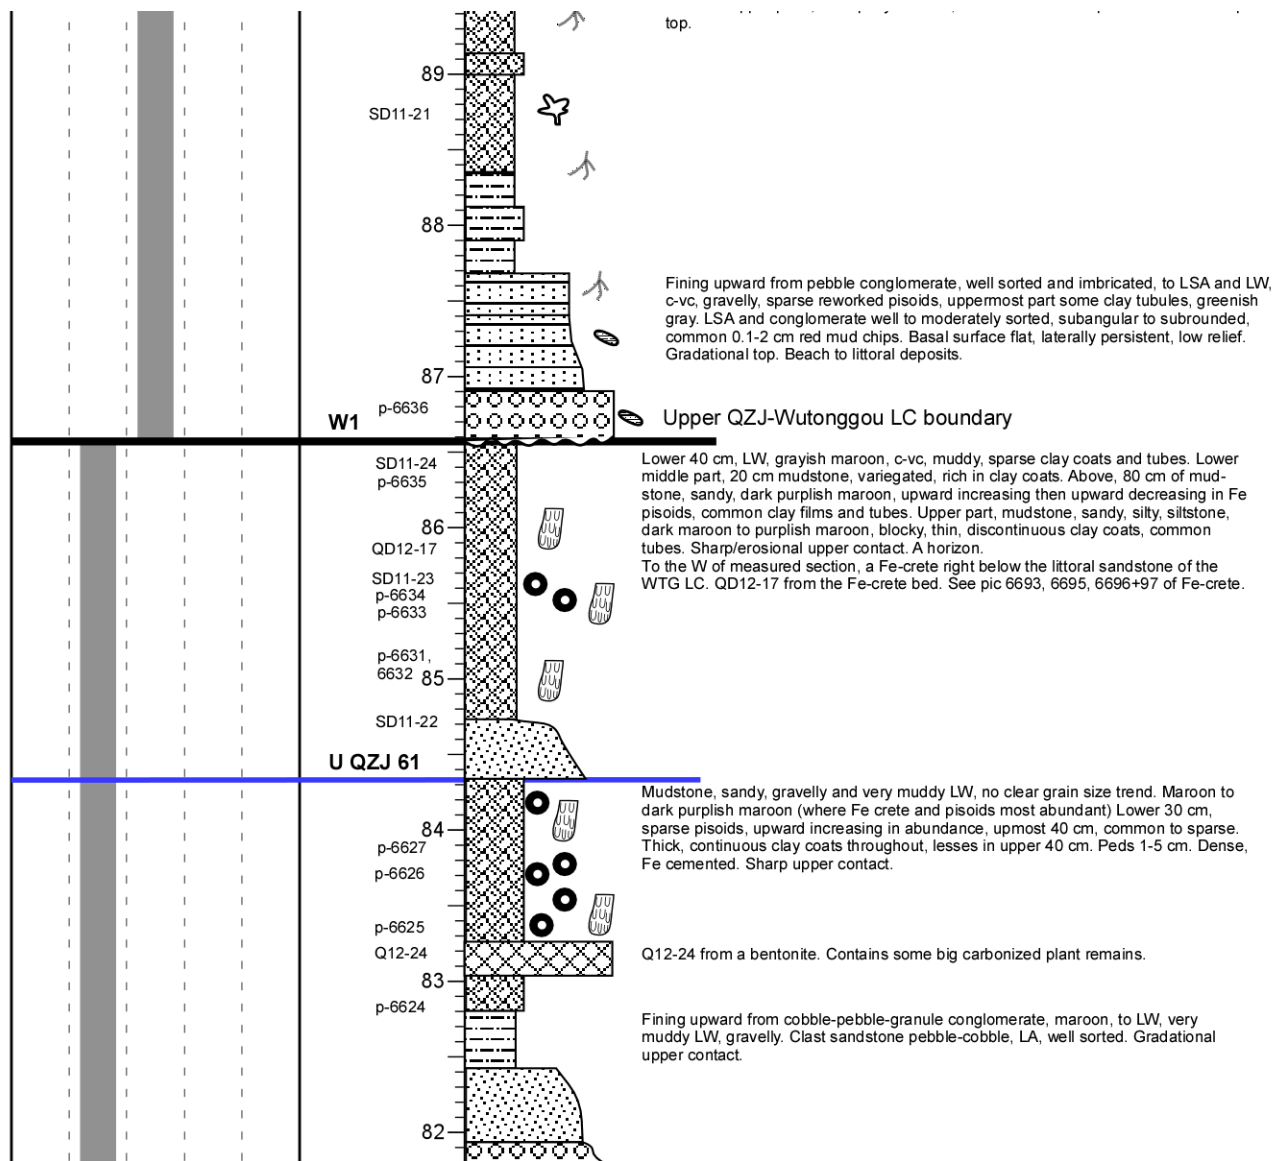 top.
89
SD11-21
88
Fining upward from pebble conglomerate, well sorted and imbricated, to LSA and LW,
c-vc, gravelly, sparse reworked pisoids, uppermost part some clay tubules, greenish
gray. LSA and conglomerate well to moderately sorted, subangular to subrounded,
common 0.1-2 cm red mud chips. Basal surface flat, laterally persistent, low relief.
Gradational top. Beach to littoral deposits.
87
p-6636
W1
Upper QZJ-Wutonggou LC boundary
SD11-24
p-6635
Lower 40 cm, LW, grayish maroon, c-vc, muddy, sparse clay coats and tubes. Lower
middle part, 20 cm mudstone, variegated, rich in clay coats. Above, 80 cm of mud-
stone, sandy, dark purplish maroon, upward increasing then upward decreasing in Fe
pisoids, common clay films and tubes. Upper part, mudstone, sandy, silty, siltstone,
dark maroon to purplish maroon, blocky, thin, discontinuous clay coats, common
tubes. Sharp/erosional upper contact. A horizon.
To the W of measured section, a Fe-crete right below the littoral sandstone of the
WTG LC. QD12-17 from the Fe-crete bed. See pic 6693, 6695, 6696+97 of Fe-crete.
86
QD12-17
SD11-23
p-6634
p-6633
p-6631,
6632
85
SD11-22
U QZJ 61
Mudstone, sandy, gravelly and very muddy LW, no clear grain size trend. Maroon to
dark purplish maroon (where Fe crete and pisoids most abundant) Lower 30 cm,
sparse pisoids, upward increasing in abundance, upmost 40 cm, common to sparse.
Thick, continuous clay coats throughout, lesses in upper 40 cm. Peds 1-5 cm. Dense,
Fe cemented. Sharp upper contact.
84
p-6627
p-6626
p-6625
Q12-24
Q12-24 from a bentonite. Contains some big carbonized plant remains.
83
p-6624
Fining upward from cobble-pebble-granule conglomerate, maroon, to LW, very
muddy LW, gravelly. Clast sandstone pebble-cobble, LA, well sorted. Gradational
upper contact.
82